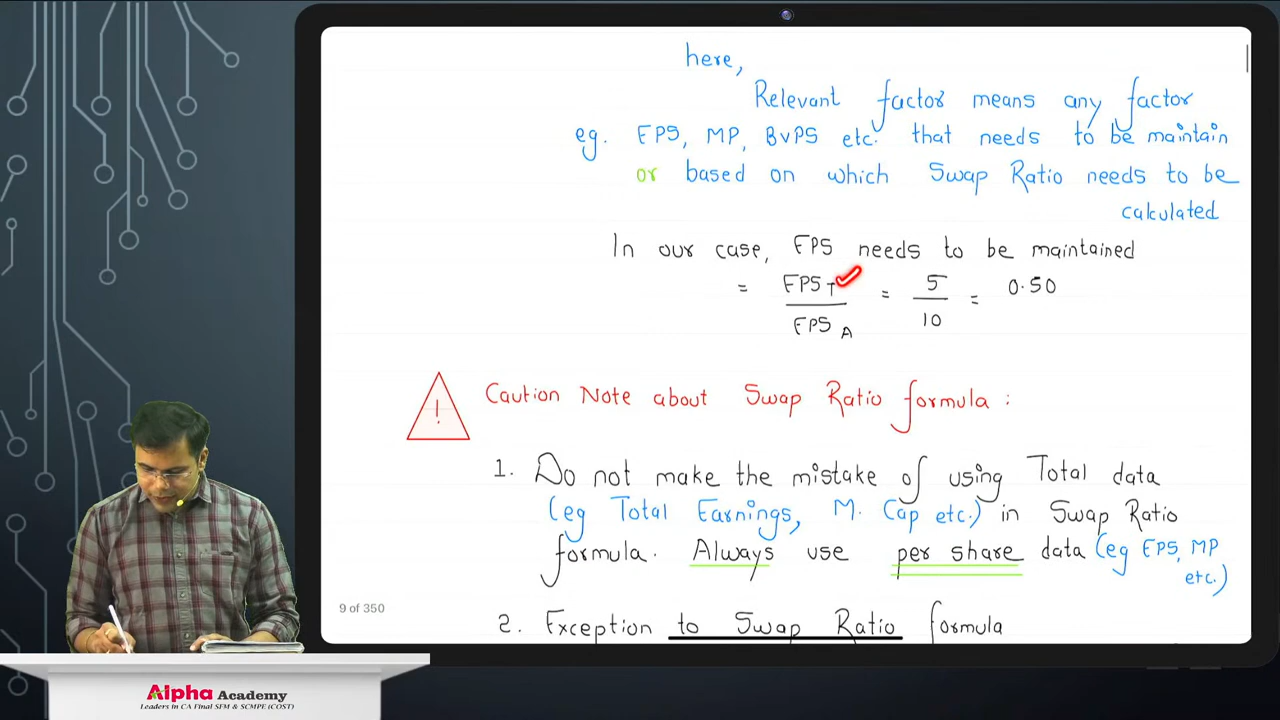 here,
Relevant factor means any factor
eg. EPS, MP, BVPS etc. that needs to be maintain
or based on which Swap Ratio needs to be
calculated
In our case, EPS needs to be maintained
= EPS T / EPS A = 5 / 10 = 0.50
Caution Note about Swap Ratio formula :
!
1. Do not make the mistake of using Total data
(eg Total Earnings, M. Cap etc.) in Swap Ratio
formula. Always use per share data (eg EPS, MP
etc.)
9 of 350
2. Exception to Swap Ratio formula
Alpha Academy
Leaders in CA Final SFM & SCMPE (COST)